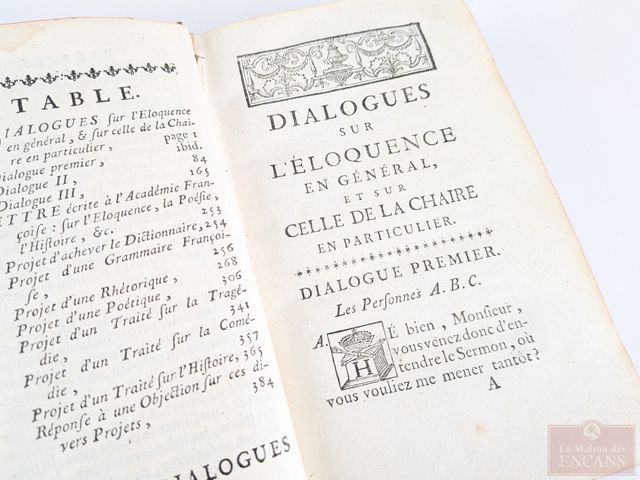 TABLE.
DIALOGUES ſur l'Eloquence
en général, & ſur celle de la Chai-
re en particulier, page 1
Dialogue premier, ibid.
Dialogue II, 84
Dialogue III, 165
LETTRE écrite à l'Académie Fran-
çoiſe : ſur l'Eloquence, la Poëſie,
l'Hiſtoire, &c. 253
Projet d'achever le Dictionnaire, 254
Projet d'une Grammaire Françoi-
ſe, 256
Projet d'une Rhétorique, 268
Projet d'une Poëtique, 306
Projet d'un Traité ſur la Tragé-
die, 341
Projet d'un Traité ſur la Comé-
die, 357
Projet d'un Traité ſur l'Hiſtoire, 365
Réponſe à une Objection ſur ces di-
vers Projets, 384
DIALOGUES
DIALOGUES
SUR
L'ÉLOQUENCE
EN GÉNÉRAL,
ET SUR
CELLE DE LA CHAIRE
EN PARTICULIER.
DIALOGUE PREMIER.
Les Perſonnes A. B. C.
A. HÉ bien, Monſieur,
vous vénez donc d'en-
tendre le Sermon, où
vous vouliez me mener tantôt?
A
La Maison des
ENCANS